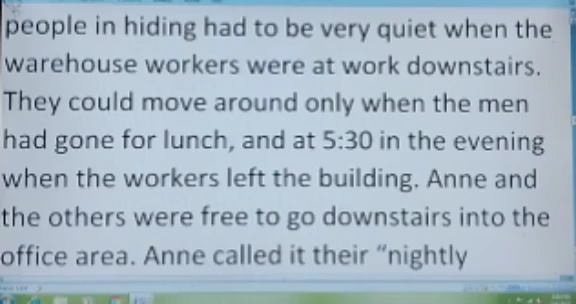 people in hiding had to be very quiet when the
warehouse workers were at work downstairs.
They could move around only when the men
had gone for lunch, and at 5:30 in the evening
when the workers left the building. Anne and
the others were free to go downstairs into the
office area. Anne called it their “nightly